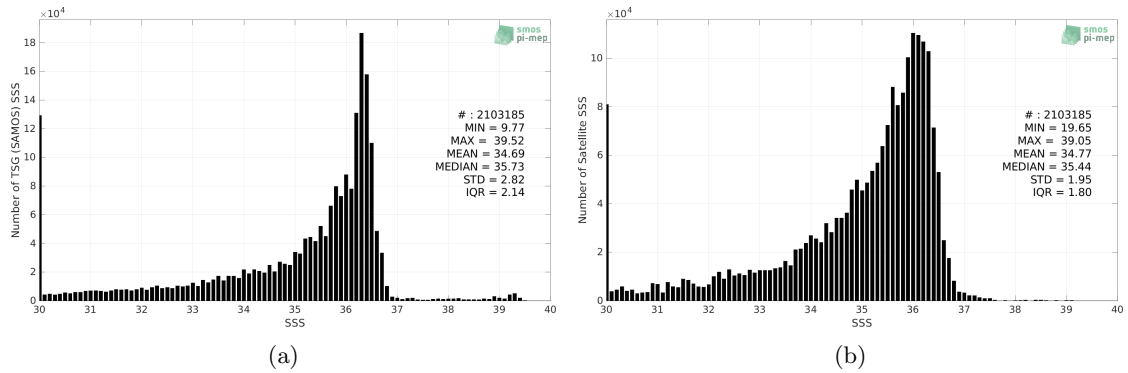 ×10⁴
smos
pi-mep
Number of TSG (SAMOS) SSS
18
16
14
12
10
8
6
4
2
0
# : 2103185
MIN = 9.77
MAX = 39.52
MEAN = 34.69
MEDIAN = 35.73
STD = 2.82
IQR = 2.14
30 31 32 33 34 35 36 37 38 39 40
SSS
(a)
×10⁴
smos
pi-mep
Number of Satellite SSS
10
8
6
4
2
0
# : 2103185
MIN = 19.65
MAX = 39.05
MEAN = 34.77
MEDIAN = 35.44
STD = 1.95
IQR = 1.80
30 31 32 33 34 35 36 37 38 39 40
SSS
(b)